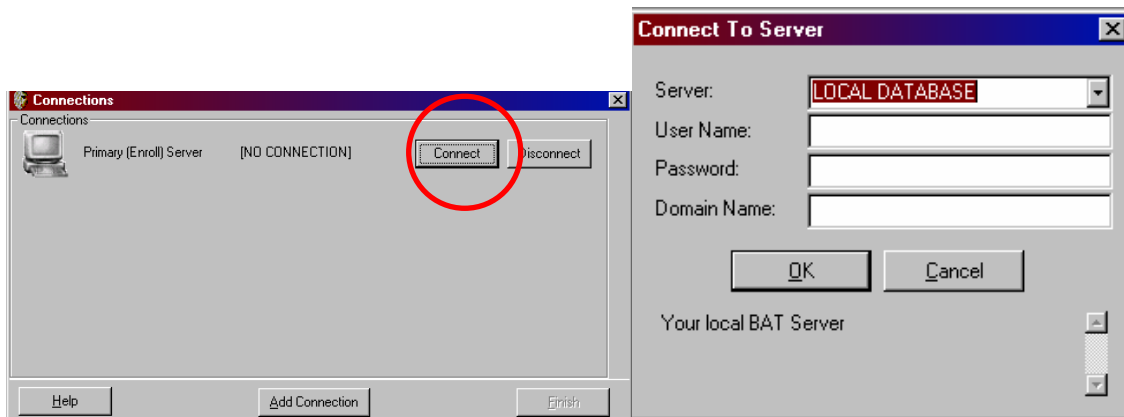 Connections
Connections
Primary (Enroll) Server [NO CONNECTION] Connect Disconnect
Help Add Connection Finish
Connect To Server
Server: LOCAL DATABASE
User Name:
Password:
Domain Name:
OK Cancel
Your local BAT Server